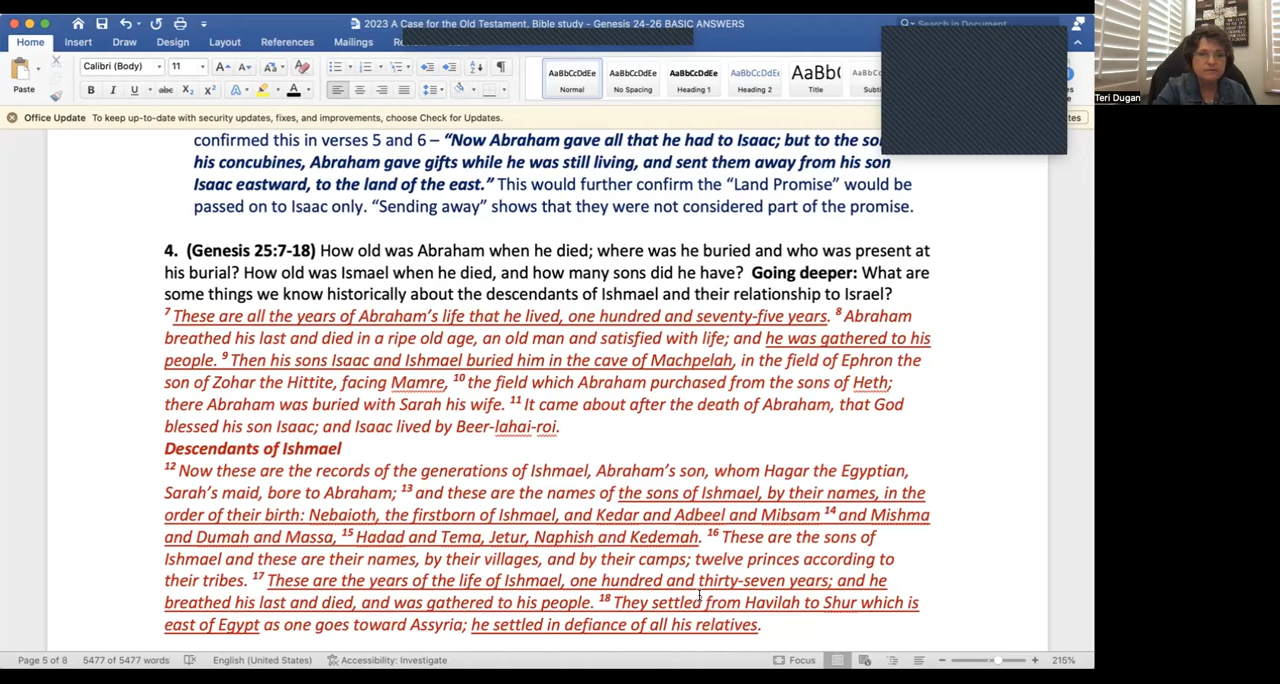 2023 A Case for the Old Testament, Bible study - Genesis 24-26 BASIC ANSWERS
Search in Document
Home Insert Draw Design Layout References Mailings
Teri Dugan
Calibri (Body) 11
Paste
AaBbCcDdEe AaBbCcDdEe AaBbCcDdEe AaBbCcDdEe AaBb( AaBbCcDdEe
Normal No Spacing Heading 1 Heading 2 Title
Office Update To keep up-to-date with security updates, fixes, and improvements, choose Check for Updates.
confirmed this in verses 5 and 6 – “Now Abraham gave all that he had to Isaac; but to the
his concubines, Abraham gave gifts while he was still living, and sent them away from his son
Isaac eastward, to the land of the east.” This would further confirm the “Land Promise” would be
passed on to Isaac only. “Sending away” shows that they were not considered part of the promise.
4. (Genesis 25:7-18) How old was Abraham when he died; where was he buried and who was present at
his burial? How old was Ismael when he died, and how many sons did he have? Going deeper: What are
some things we know historically about the descendants of Ishmael and their relationship to Israel?
7 These are all the years of Abraham’s life that he lived, one hundred and seventy-five years. 8 Abraham
breathed his last and died in a ripe old age, an old man and satisfied with life; and he was gathered to his
people. 9 Then his sons Isaac and Ishmael buried him in the cave of Machpelah, in the field of Ephron the
son of Zohar the Hittite, facing Mamre, 10 the field which Abraham purchased from the sons of Heth;
there Abraham was buried with Sarah his wife. 11 It came about after the death of Abraham, that God
blessed his son Isaac; and Isaac lived by Beer-lahai-roi.
Descendants of Ishmael
12 Now these are the records of the generations of Ishmael, Abraham’s son, whom Hagar the Egyptian,
Sarah’s maid, bore to Abraham; 13 and these are the names of the sons of Ishmael, by their names, in the
order of their birth: Nebaioth, the firstborn of Ishmael, and Kedar and Adbeel and Mibsam 14 and Mishma
and Dumah and Massa, 15 Hadad and Tema, Jetur, Naphish and Kedemah. 16 These are the sons of
Ishmael and these are their names, by their villages, and by their camps; twelve princes according to
their tribes. 17 These are the years of the life of Ishmael, one hundred and thirty-seven years; and he
breathed his last and died, and was gathered to his people. 18 They settled from Havilah to Shur which is
east of Egypt as one goes toward Assyria; he settled in defiance of all his relatives.
Page 5 of 8 5477 of 5477 words English (United States) Accessibility: Investigate Focus 215%